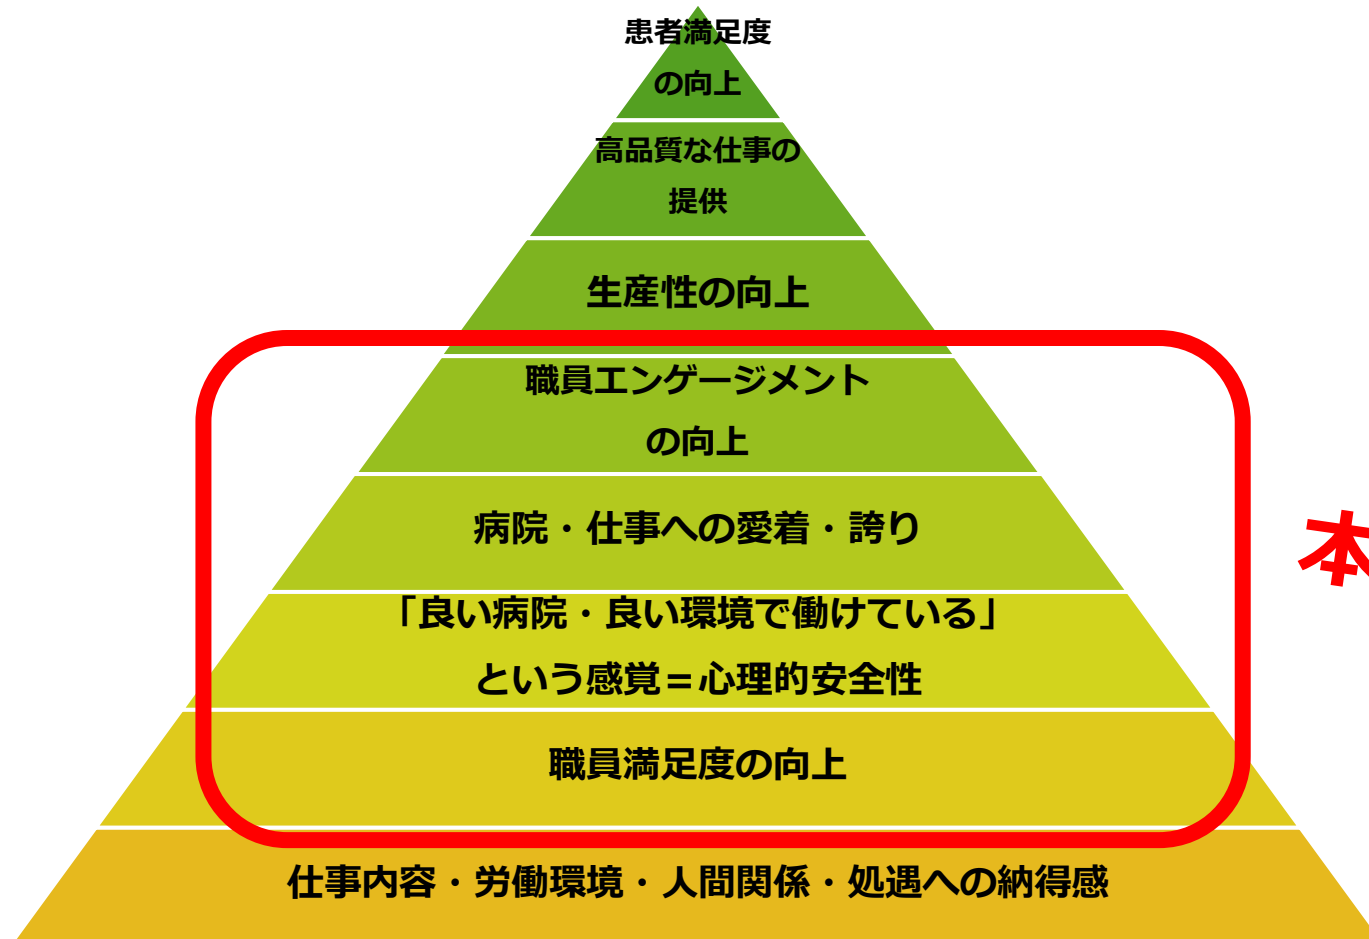 患者満足度
の向上
高品質な仕事の
提供
生産性の向上
職員エンゲージメント
の向上
病院・仕事への愛着・誇り
「良い病院・良い環境で働けている」
という感覚＝心理的安全性
職員満足度の向上
仕事内容・労働環境・人間関係・処遇への納得感
本